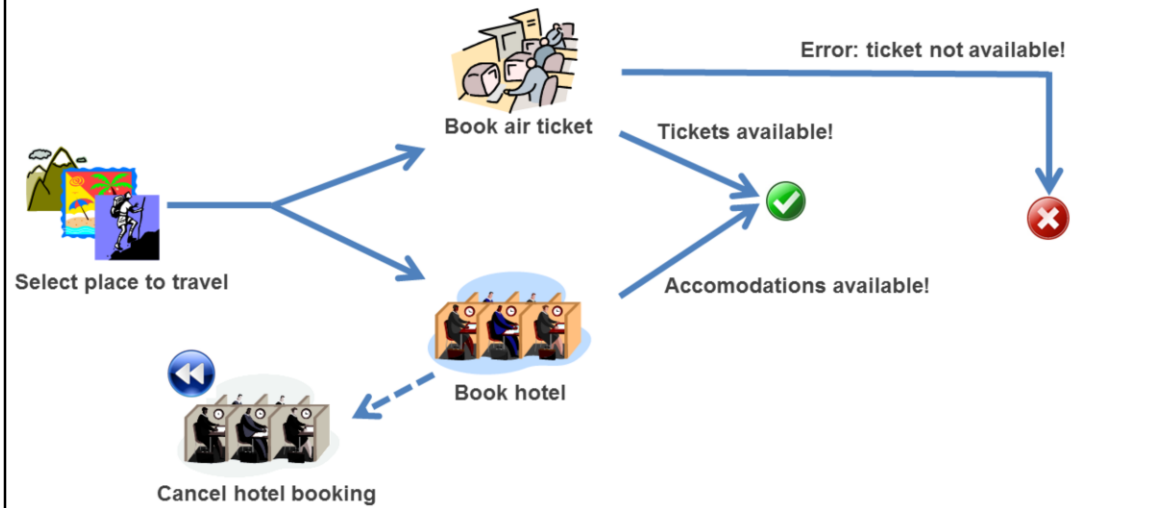 Error: ticket not available!
Book air ticket
Tickets available!
Select place to travel
Accomodations available!
Book hotel
Cancel hotel booking